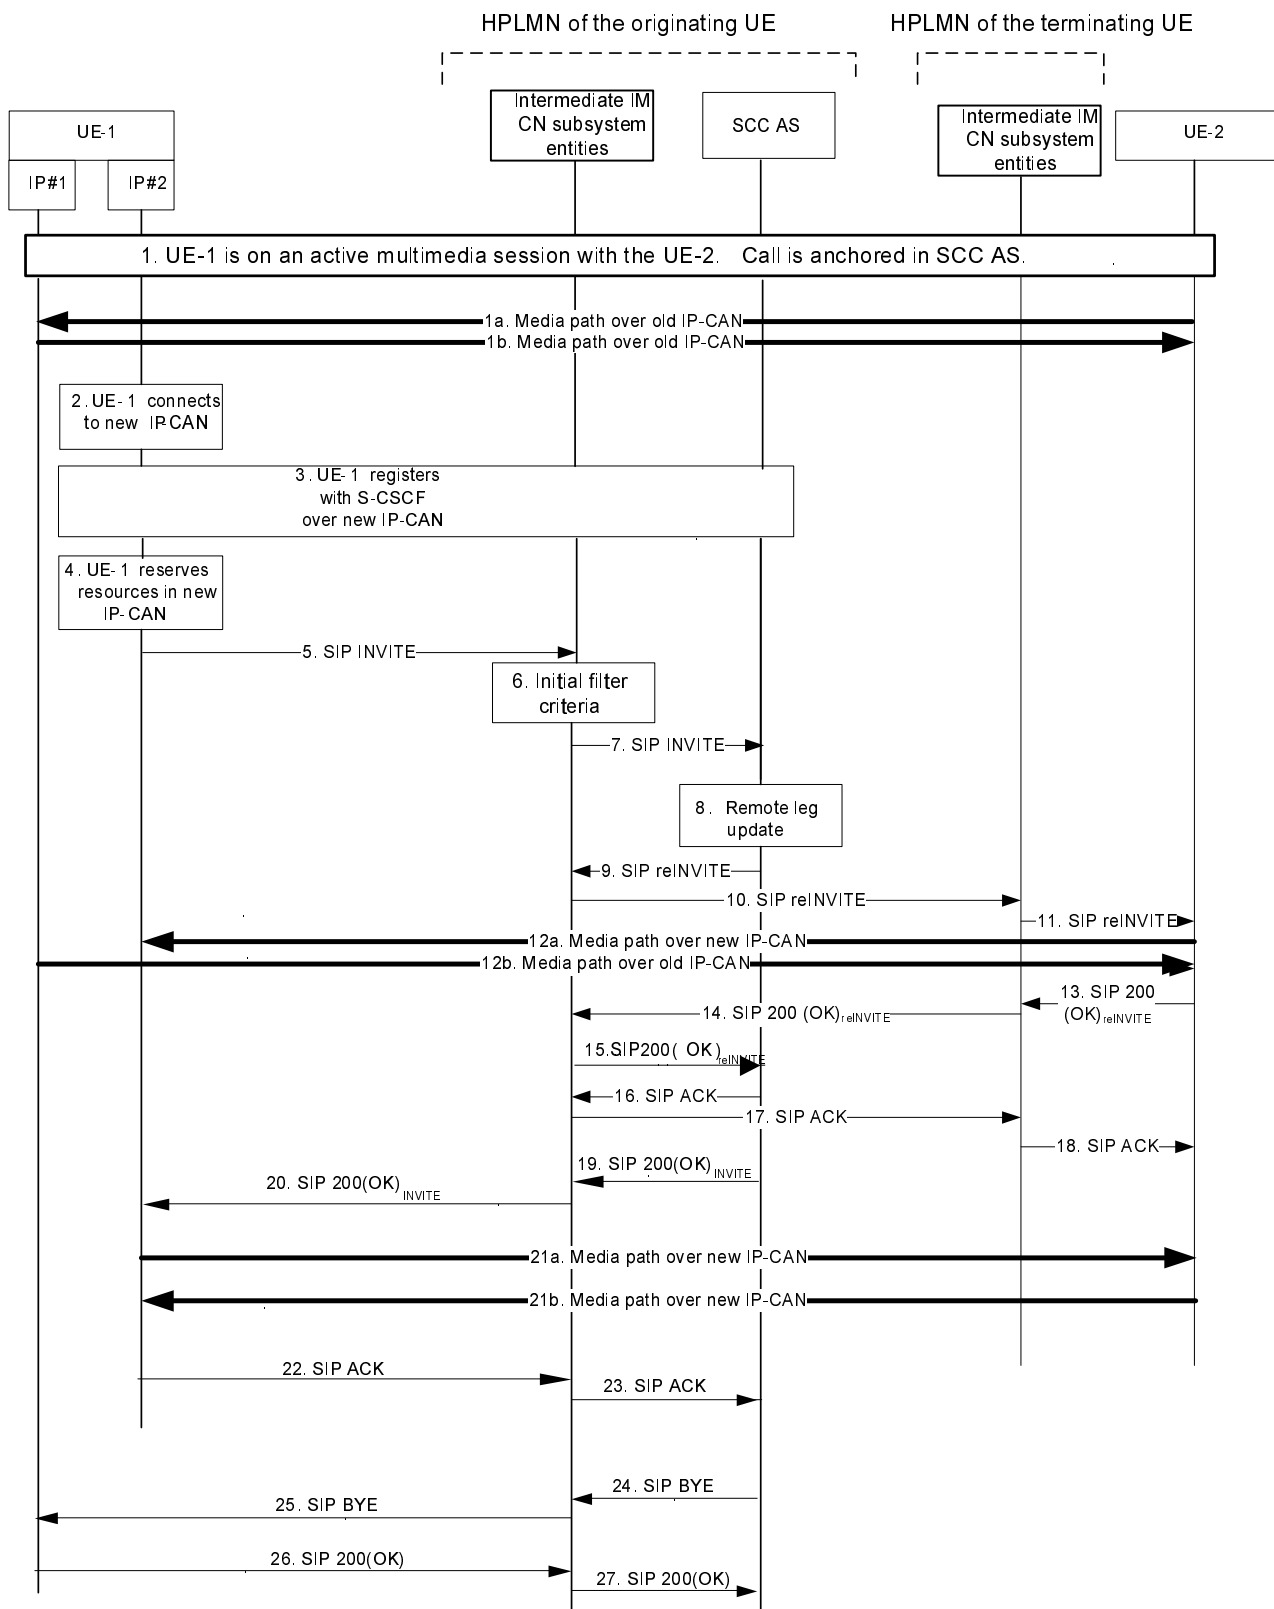 HPLMN of the originating UE
HPLMN of the terminating UE
UE-1
IP#1
IP#2
Intermediate IM
CN subsystem
entities
SCC AS
Intermediate IM
CN subsystem
entities
UE-2
1. UE-1 is on an active multimedia session with the UE-2. Call is anchored in SCC AS.
1a. Media path over old IP-CAN
1b. Media path over old IP-CAN
2. UE-1 connects
to new IP-CAN
3. UE-1 registers
with S-CSCF
over new IP-CAN
4. UE-1 reserves
resources in new
IP-CAN
5. SIP INVITE
6. Initial filter
criteria
7. SIP INVITE
8. Remote leg
update
9. SIP reINVITE
10. SIP reINVITE
11. SIP reINVITE
12a. Media path over new IP-CAN
12b. Media path over old IP-CAN
13. SIP 200
(OK)reINVITE
14. SIP 200 (OK)reINVITE
15.SIP200( OK)reINVITE
16. SIP ACK
17. SIP ACK
18. SIP ACK
19. SIP 200(OK)INVITE
20. SIP 200(OK)INVITE
21a. Media path over new IP-CAN
21b. Media path over new IP-CAN
22. SIP ACK
23. SIP ACK
24. SIP BYE
25. SIP BYE
26. SIP 200(OK)
27. SIP 200(OK)